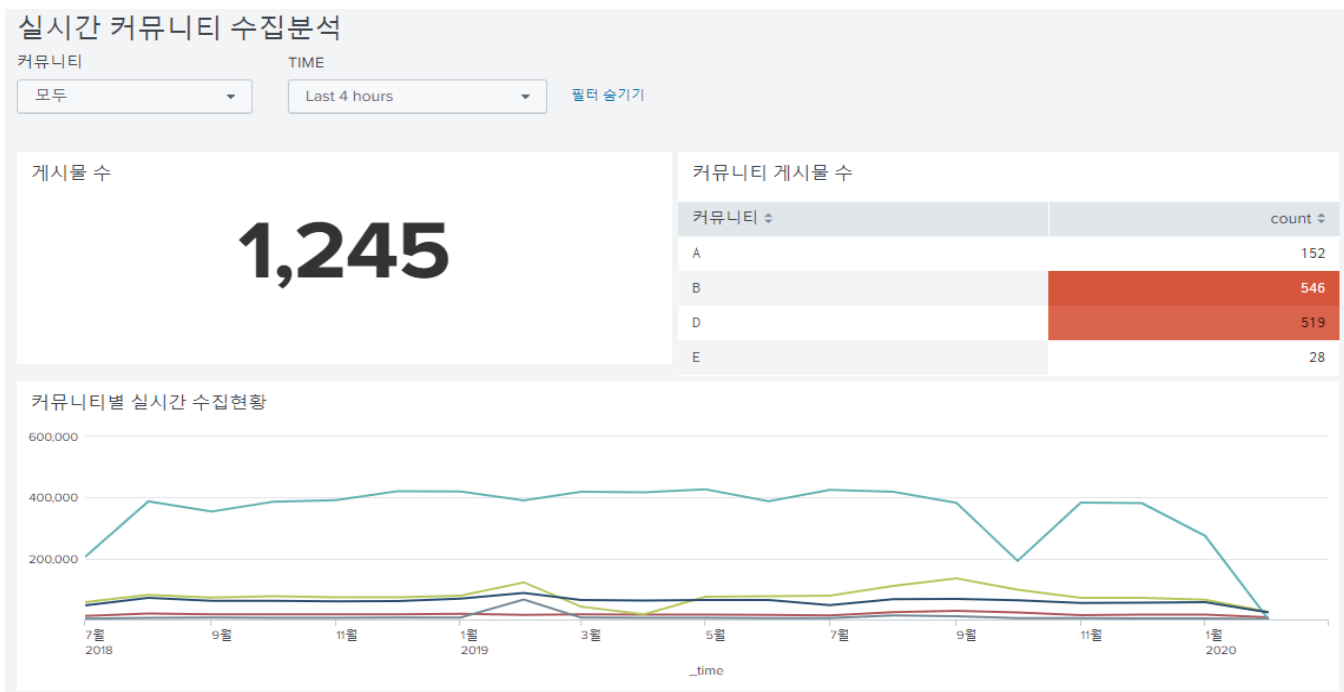 실시간 커뮤니티 수집분석
커뮤니티 TIME
모두 Last 4 hours 필터 숨기기
게시물 수
1,245
커뮤니티 게시물 수
커뮤니티 count
A 152
B 546
D 519
E 28
커뮤니티별 실시간 수집현황
600,000
400,000
200,000
7월 9월 11월 1월 3월 5월 7월 9월 11월 1월
2018 2019 2020
_time